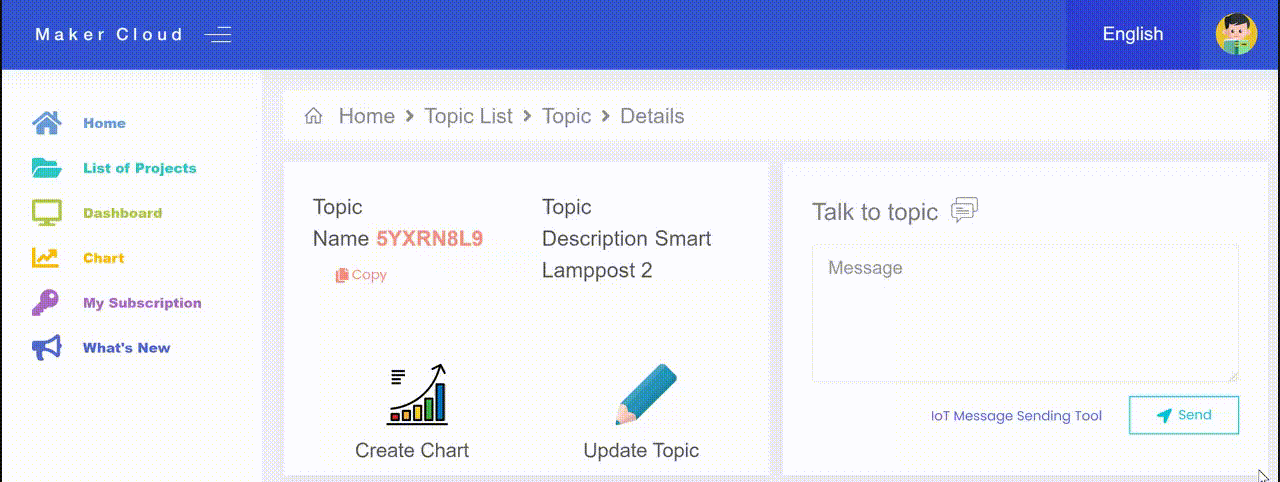 Maker Cloud
English
Home
List of Projects
Dashboard
Chart
My Subscription
What's New
Home > Topic List > Topic > Details
Topic
Name 5YXRN8L9
Copy
Topic
Description Smart
Lamppost 2
Create Chart
Update Topic
Talk to topic
Message
IoT Message Sending Tool
Send